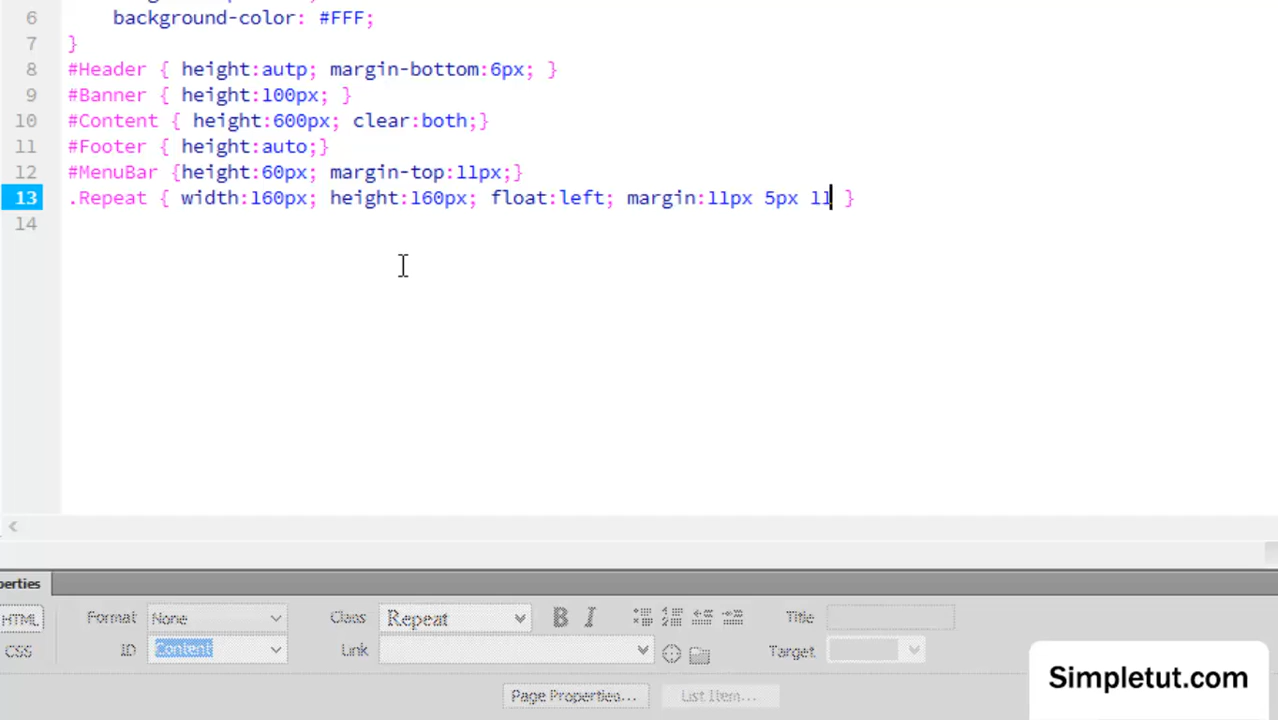 6 background-color: #FFF;
7 }
8 #Header { height:autp; margin-bottom:6px; }
9 #Banner { height:100px; }
10 #Content { height:600px; clear:both;}
11 #Footer { height:auto;}
12 #MenuBar {height:60px; margin-top:11px;}
13 .Repeat { width:160px; height:160px; float:left; margin:11px 5px 11 }
14
perties
HTML Format None Class Repeat B I Title
CSS ID Content Link Target
Page Properties... List Item...
Simpletut.com